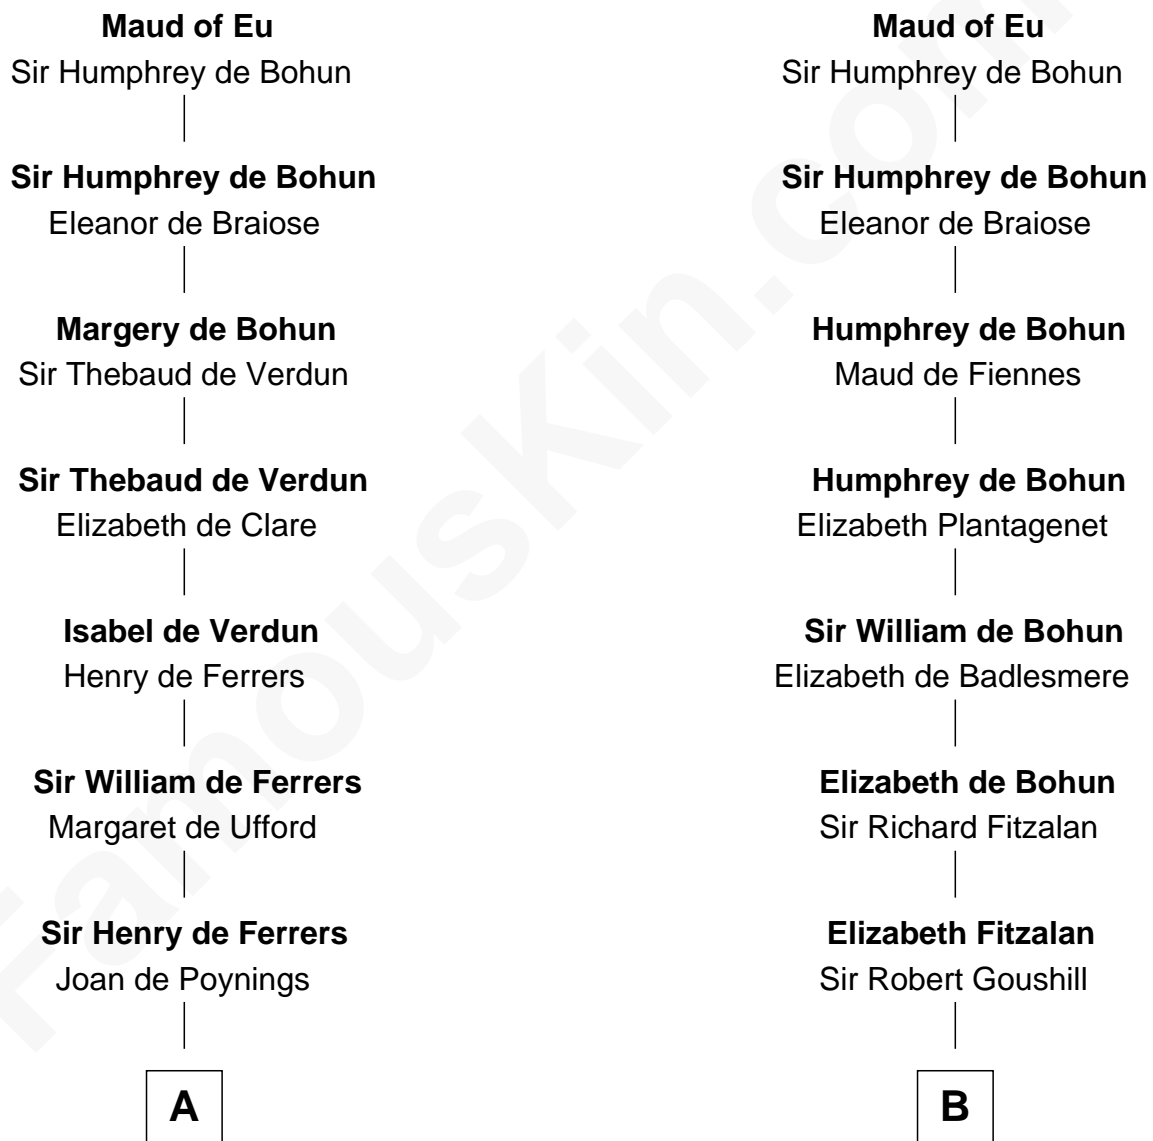 Maud of Eu
Sir Humphrey de Bohun
Sir Humphrey de Bohun
Eleanor de Braiose
Margery de Bohun
Sir Thebaud de Verdun
Sir Thebaud de Verdun
Elizabeth de Clare
Isabel de Verdun
Henry de Ferrers
Sir William de Ferrers
Margaret de Ufford
Sir Henry de Ferrers
Joan de Poynings
A
Maud of Eu
Sir Humphrey de Bohun
Sir Humphrey de Bohun
Eleanor de Braiose
Humphrey de Bohun
Maud de Fiennes
Humphrey de Bohun
Elizabeth Plantagenet
Sir William de Bohun
Elizabeth de Badlesmere
Elizabeth de Bohun
Sir Richard Fitzalan
Elizabeth Fitzalan
Sir Robert Goushill
B
FamousKin.com